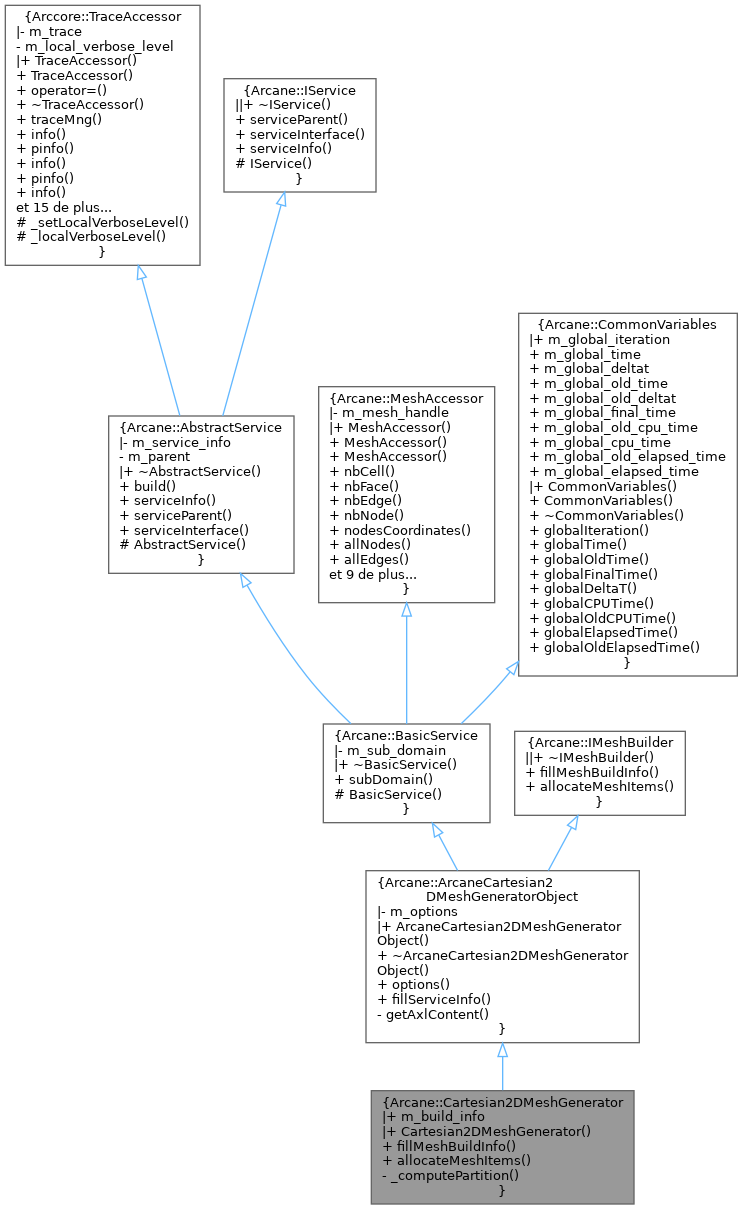 {Arccore::TraceAccessor
|- m_trace
- m_local_verbose_level
|+ TraceAccessor()
+ TraceAccessor()
+ operator=()
+ ~TraceAccessor()
+ traceMng()
+ info()
+ pinfo()
+ info()
+ pinfo()
+ info()
et 15 de plus...
# _setLocalVerboseLevel()
# _localVerboseLevel()
}
{Arcane::IService
||+ ~IService()
+ serviceParent()
+ serviceInterface()
+ serviceInfo()
# IService()
}
{Arcane::AbstractService
|- m_service_info
- m_parent
|+ ~AbstractService()
+ build()
+ serviceInfo()
+ serviceParent()
+ serviceInterface()
# AbstractService()
}
{Arcane::MeshAccessor
|- m_mesh_handle
|+ MeshAccessor()
+ MeshAccessor()
+ MeshAccessor()
+ nbCell()
+ nbFace()
+ nbEdge()
+ nbNode()
+ nodesCoordinates()
+ allNodes()
+ allEdges()
et 9 de plus...
}
{Arcane::CommonVariables
|+ m_global_iteration
+ m_global_time
+ m_global_deltat
+ m_global_old_time
+ m_global_old_deltat
+ m_global_final_time
+ m_global_old_cpu_time
+ m_global_cpu_time
+ m_global_old_elapsed_time
+ m_global_elapsed_time
|+ CommonVariables()
+ CommonVariables()
+ ~CommonVariables()
+ globalIteration()
+ globalTime()
+ globalOldTime()
+ globalFinalTime()
+ globalDeltaT()
+ globalCPUTime()
+ globalOldCPUTime()
+ globalElapsedTime()
+ globalOldElapsedTime()
}
{Arcane::BasicService
|- m_sub_domain
|+ ~BasicService()
+ subDomain()
# BasicService()
}
{Arcane::IMeshBuilder
||+ ~IMeshBuilder()
+ fillMeshBuildInfo()
+ allocateMeshItems()
}
{Arcane::ArcaneCartesian2
DMeshGeneratorObject
|- m_options
|+ ArcaneCartesian2DMeshGenerator
Object()
+ ~ArcaneCartesian2DMeshGenerator
Object()
+ options()
+ fillServiceInfo()
- getAxlContent()
}
{Arcane::Cartesian2DMeshGenerator
|+ m_build_info
|+ Cartesian2DMeshGenerator()
+ fillMeshBuildInfo()
+ allocateMeshItems()
- _computePartition()
}